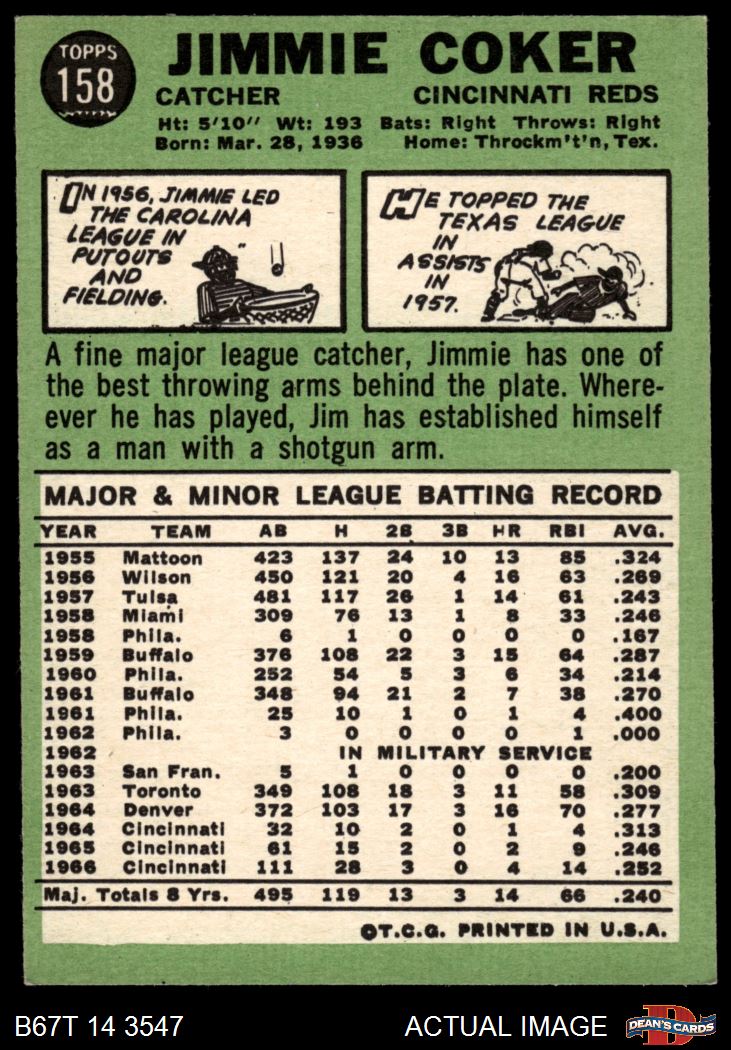 TOPPS
158
JIMMIE COKER
CATCHER CINCINNATI REDS
Ht: 5'10" Wt: 193 Bats: Right Throws: Right
Born: Mar. 28, 1936 Home: Throckm't'n, Tex.
IN 1956, JIMMIE LED
THE CAROLINA
LEAGUE IN
PUTOUTS
AND
FIELDING.
HE TOPPED THE
TEXAS LEAGUE
IN
ASSISTS
IN
1957.
A fine major league catcher, Jimmie has one of
the best throwing arms behind the plate. Where-
ever he has played, Jim has established himself
as a man with a shotgun arm.
MAJOR & MINOR LEAGUE BATTING RECORD
YEAR TEAM AB H 2B 3B HR RBI AVG.
1955 Mattoon 423 137 24 10 13 85 .324
1956 Wilson 450 121 20 4 16 63 .269
1957 Tulsa 481 117 26 1 14 61 .243
1958 Miami 309 76 13 1 8 33 .246
1958 Phila. 6 1 0 0 0 0 .167
1959 Buffalo 376 108 22 3 15 64 .287
1960 Phila. 252 54 5 3 6 34 .214
1961 Buffalo 348 94 21 2 7 38 .270
1961 Phila. 25 10 1 0 1 4 .400
1962 Phila. 3 0 0 0 0 1 .000
1962 IN MILITARY SERVICE
1963 San Fran. 5 1 0 0 0 0 .200
1963 Toronto 349 108 18 3 11 58 .309
1964 Denver 372 103 17 3 16 70 .277
1964 Cincinnati 32 10 2 0 1 4 .313
1965 Cincinnati 61 15 2 0 2 9 .246
1966 Cincinnati 111 28 3 0 4 14 .252
Maj. Totals 8 Yrs. 495 119 13 3 14 66 .240
©T.C.G. PRINTED IN U.S.A.
B67T 14 3547 ACTUAL IMAGE
D
DEAN'S CARDS